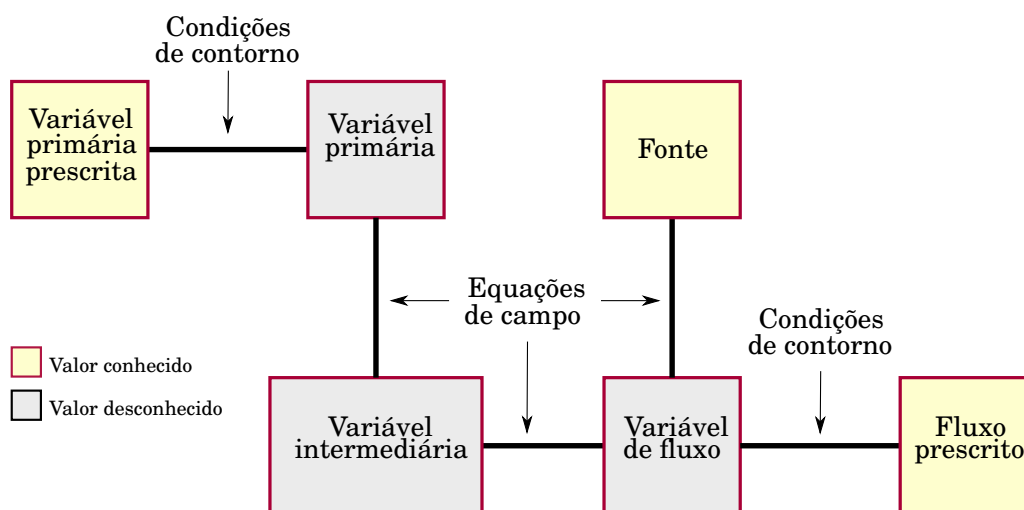 Condições
de contorno
Variável
primária
prescrita
Variável
primária
Fonte
Equações
de campo
Condições
de contorno
Valor conhecido
Valor desconhecido
Variável
intermediária
Variável
de fluxo
Fluxo
prescrito